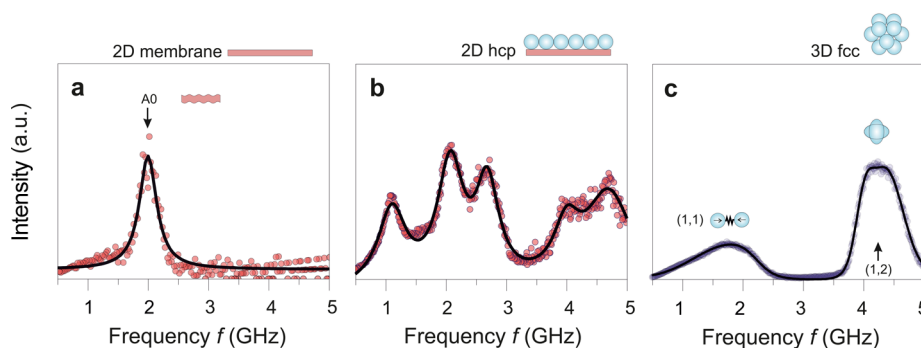 2D membrane
2D hcp
3D fcc
a
b
c
A0
(1,1)
(1,2)
Intensity (a.u.)
1 2 3 4 5
1 2 3 4 5
1 2 3 4 5
Frequency f (GHz)
Frequency f (GHz)
Frequency f (GHz)